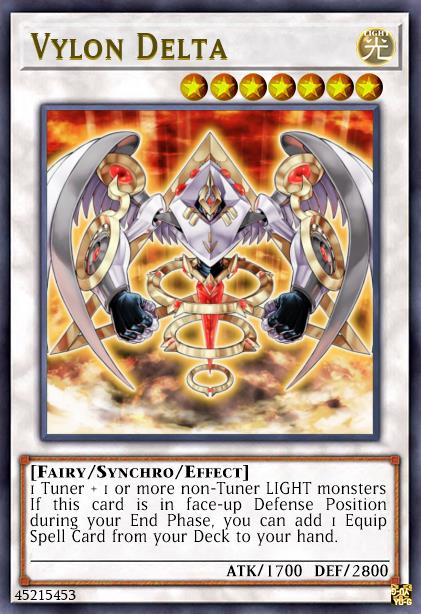 VYLON DELTA
LIGHT
光
[FAIRY/SYNCHRO/EFFECT]
1 Tuner + 1 or more non-Tuner LIGHT monsters
If this card is in face-up Defense Position
during your End Phase, you can add 1 Equip
Spell Card from your Deck to your hand.
ATK/1700 DEF/2800
45215453